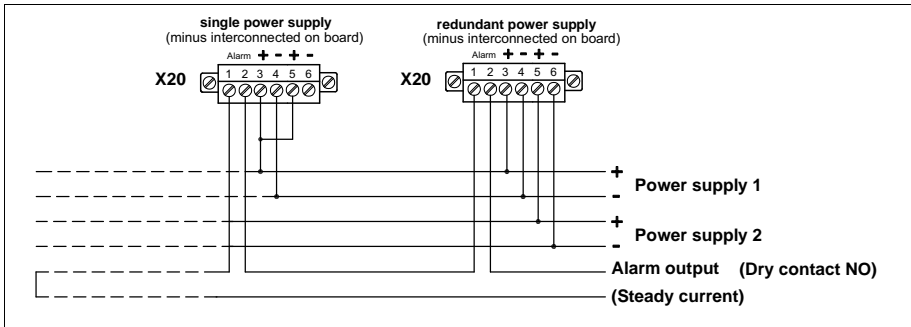 single power supply
(minus interconnected on board)
Alarm + - + -
X20
1 2 3 4 5 6
redundant power supply
(minus interconnected on board)
Alarm + - + -
X20
1 2 3 4 5 6
+
- Power supply 1
+
- Power supply 2
Alarm output (Dry contact NO)
(Steady current)